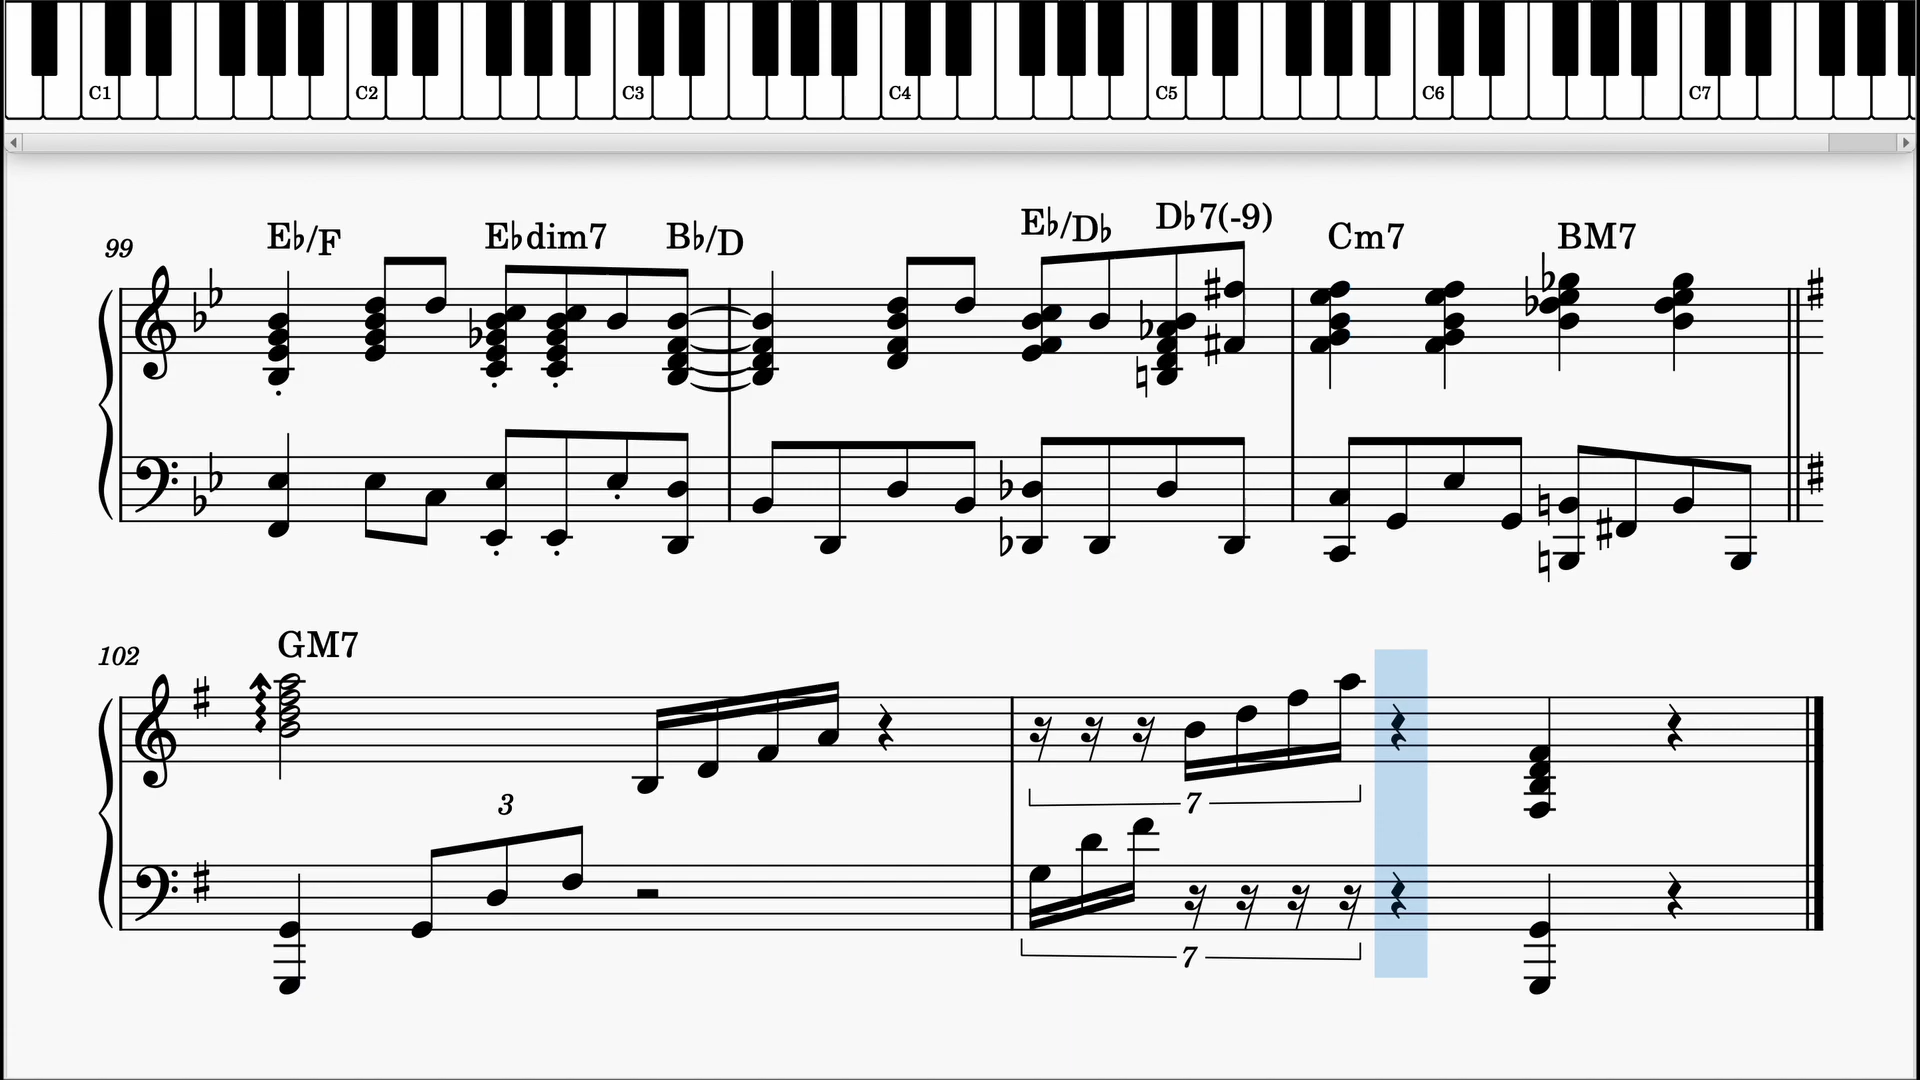 C1 C2 C3 C4 C5 C6 C7
99 E♭/F E♭dim7 B♭/D E♭/D♭ D♭7(-9) Cm7 BM7
102 GM7
3
7
7